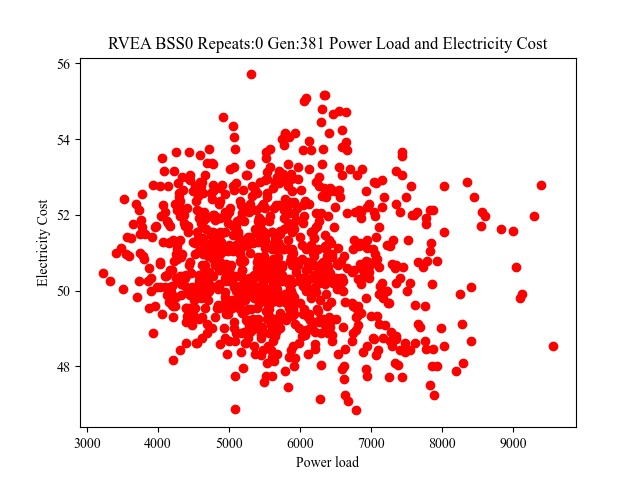 RVEA BSS0 Repeats:0 Gen:381 Power Load and Electricity Cost
56
54
52
50
48
Electricity Cost
3000 4000 5000 6000 7000 8000 9000
Power load